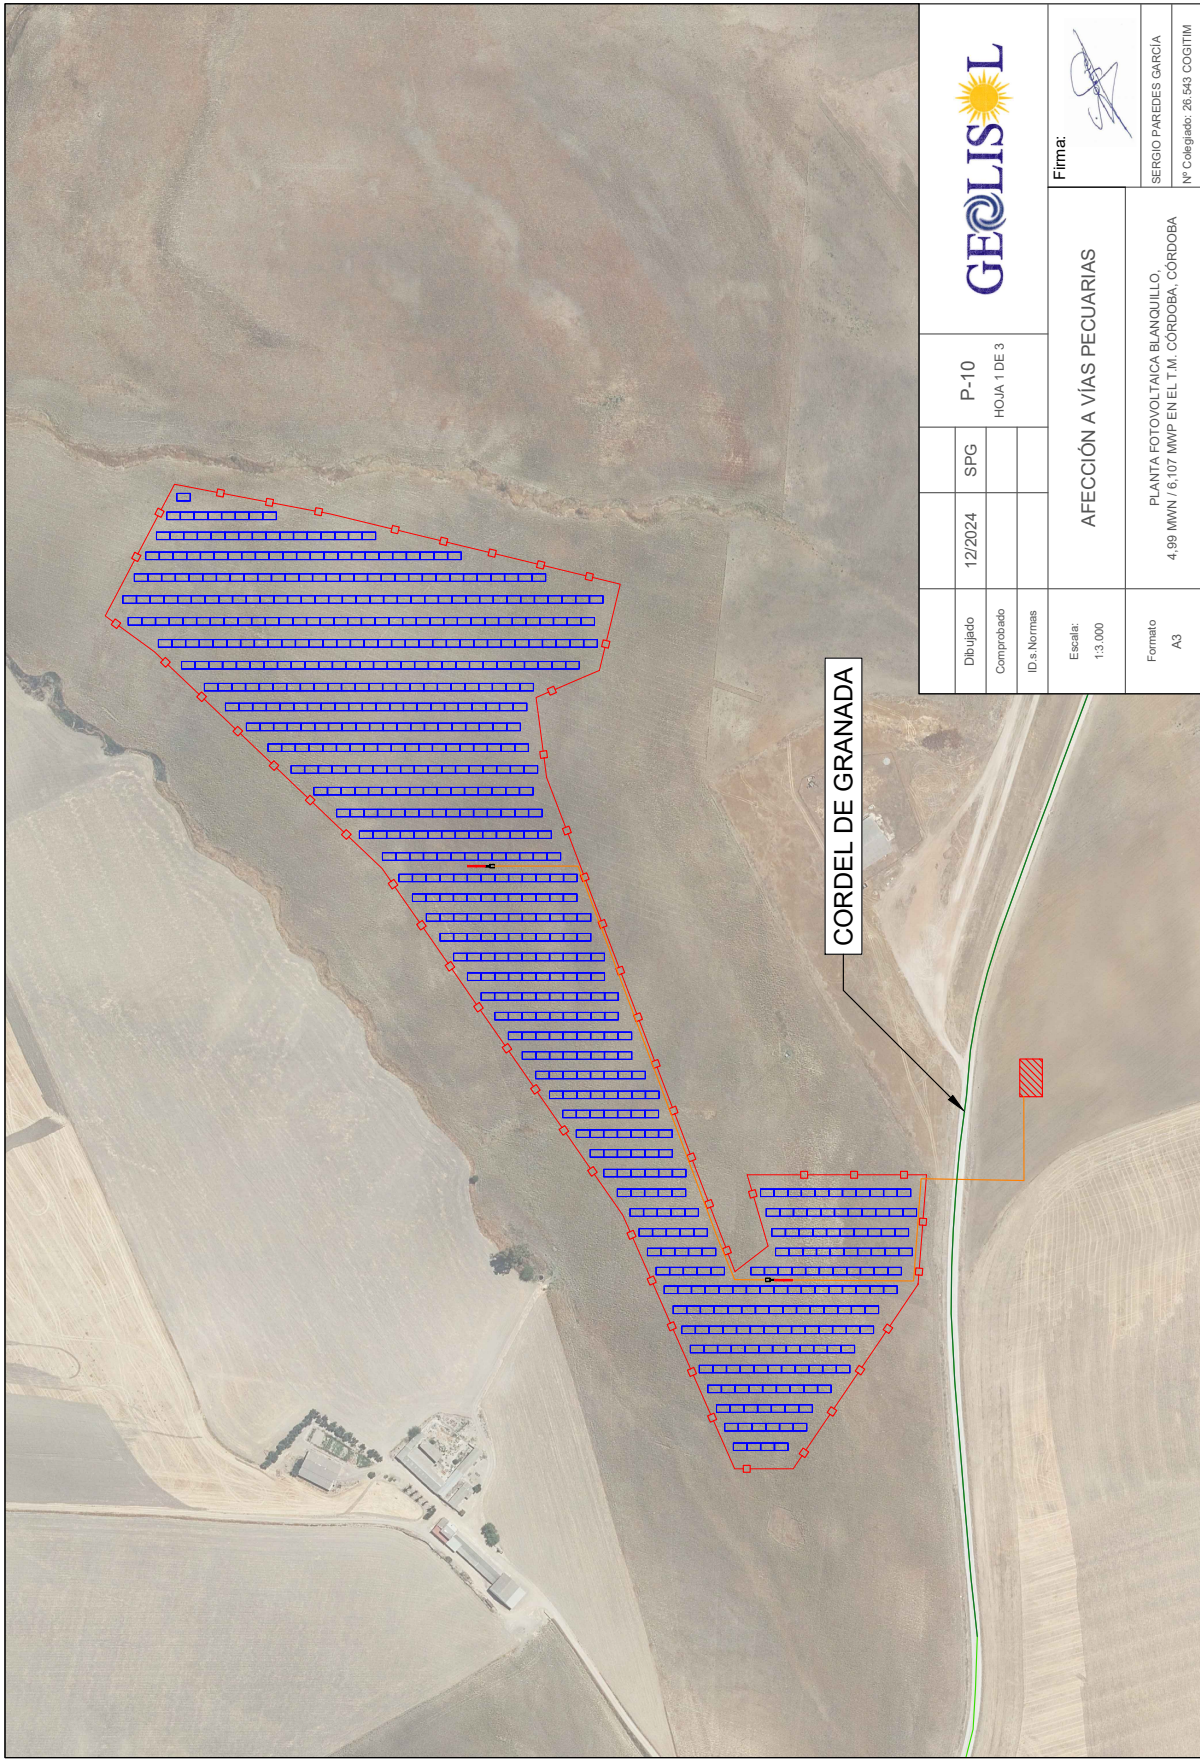 CORDEL DE GRANADA
Dibujado
12/2024
SPG
Comprobado
ID.s.Normas
P-10
HOJA 1 DE 3
GEOLISOL
Escala:
1:3.000
AFECCIÓN A VÍAS PECUARIAS
Firma:
Formato
A3
PLANTA FOTOVOLTAICA BLANQUILLO,
4,99 MWN / 6,107 MWP EN EL T.M. CÓRDOBA, CÓRDOBA
SERGIO PAREDES GARCÍA
Nº Colegiado: 26.543 COGITIM